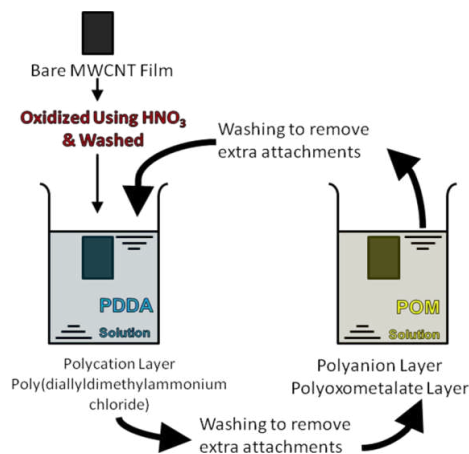 Bare MWCNT Film
Oxidized Using HNO3
& Washed
Washing to remove
extra attachments
PDDA
Solution
POM
Solution
Polycation Layer
Poly(diallyldimethylammonium
chloride)
Polyanion Layer
Polyoxometalate Layer
Washing to remove
extra attachments